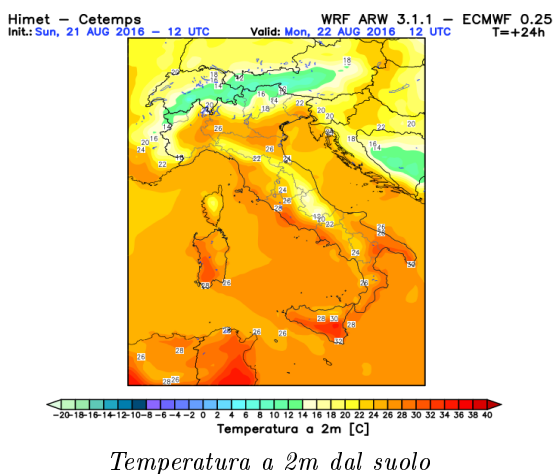 Himet – Cetemps WRF ARW 3.1.1 – ECMWF 0.25
Init.: Sun, 21 AUG 2016 – 12 UTC Valid: Mon, 22 AUG 2016 12 UTC T=+24h
-20-18-16-14-12-10-8 -6 -4 -2 0 2 4 6 8 10 12 14 16 18 20 22 24 26 28 30 32 34 36 38 40
Temperatura a 2m [C]
Temperatura a 2m dal suolo